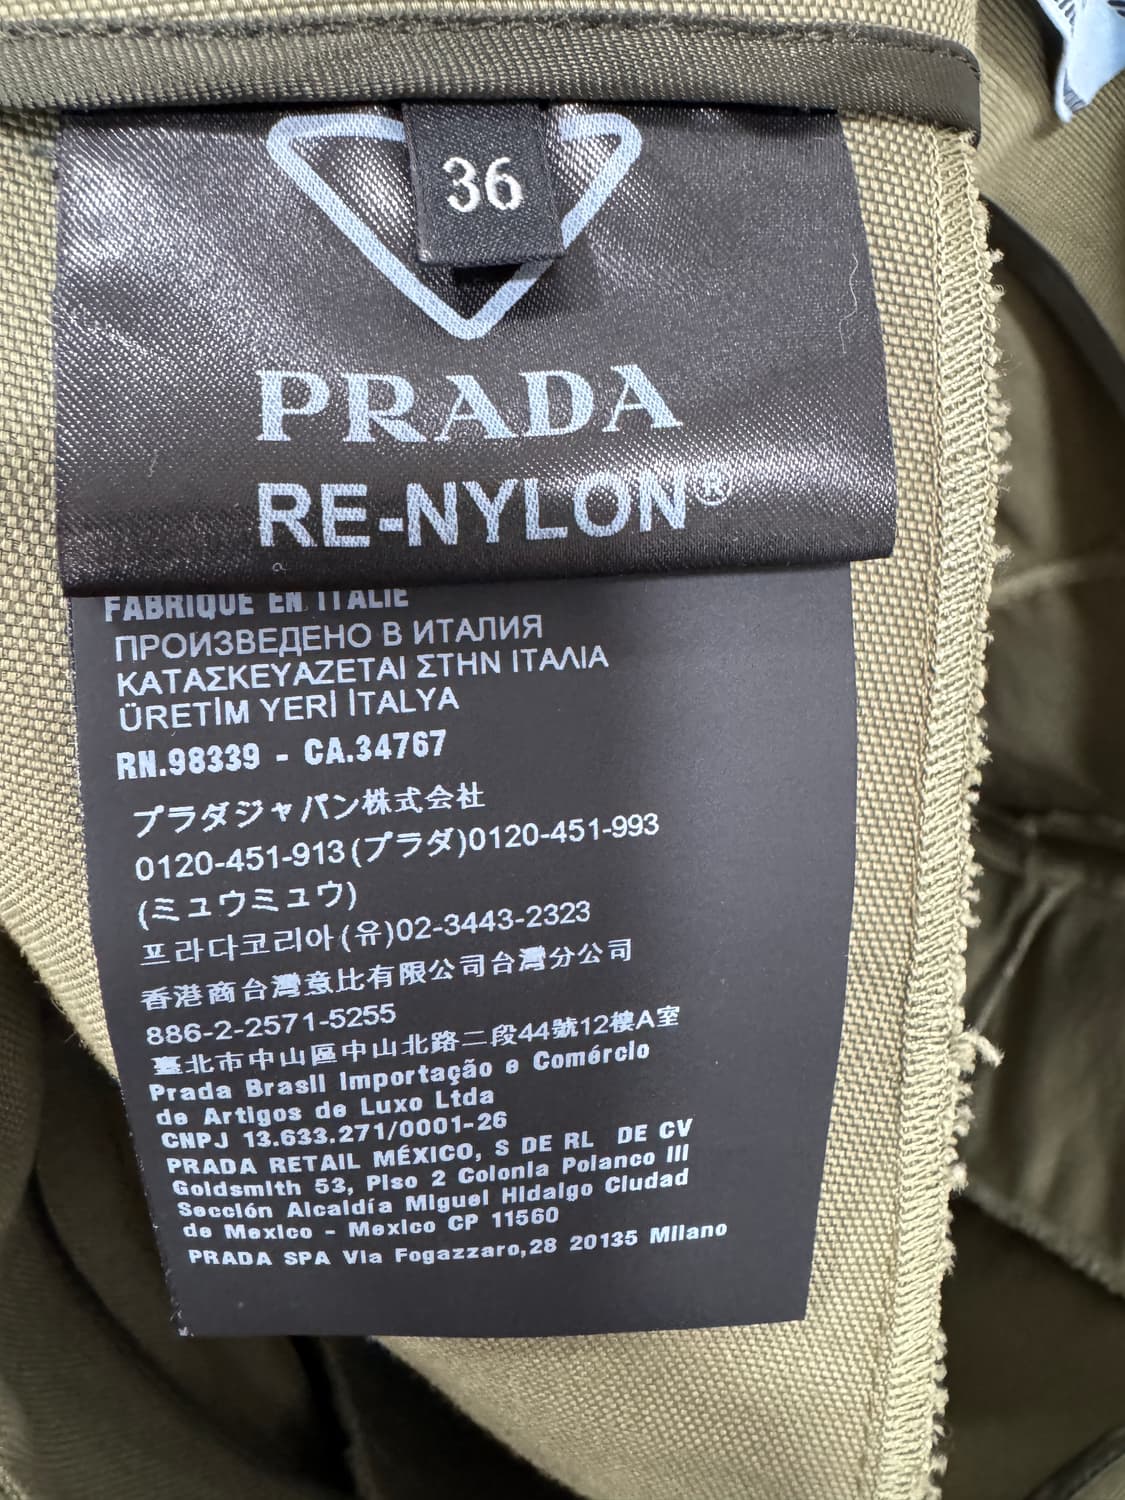 36
PRADA
RE-NYLON®
FABRIQUÉ EN ITALIE
ПРОИЗВЕДЕНО В ИТАЛИЯ
ΚΑΤΑΣΚΕΥΑΖΕΤΑΙ ΣΤΗΝ ΙΤΑΛΙΑ
ÜRETİM YERİ İTALYA
RN.98339 - CA.34767
プラダジャパン株式会社
0120-451-913(プラダ)0120-451-993
(ミュウミュウ)
프라다코리아(유)02-3443-2323
香港商台灣意比有限公司台灣分公司
886-2-2571-5255
臺北市中山區中山北路二段44號12樓A室
Prada Brasil Importação e Comércio
de Artigos de Luxo Ltda
CNPJ 13.633.271/0001-26
PRADA RETAIL MÉXICO, S DE RL DE CV
Goldsmith 53, Piso 2 Colonia Polanco III
Sección Alcaldía Miguel Hidalgo Ciudad
de Mexico - Mexico CP 11560
PRADA SPA Via Fogazzaro,28 20135 Milano